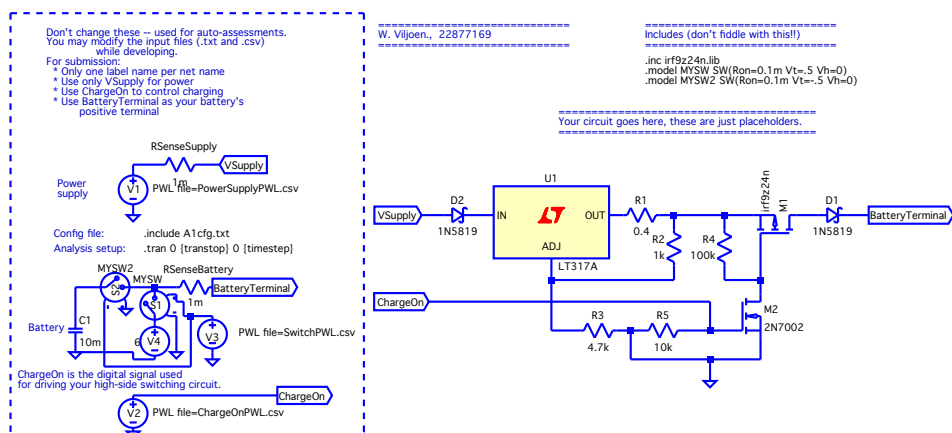 Don't change these -- used for auto-assessments.
You may modify the input files (.txt and .csv)
while developing.
For submission:
* Only one label name per net name
* Use only VSupply for power
* Use ChargeOn to control charging
* Use BatteryTerminal as your battery's
positive terminal
RSenseSupply
1m
VSupply
Power
supply
V1
PWL file=PowerSupplyPWL.csv
Config file:
.include A1cfg.txt
Analysis setup:
.tran 0 {transtop} 0 {timestep}
MYSW2
S2
MYSW
S1
RSenseBattery
1m
BatteryTerminal
Battery
C1
10m
6
V4
V3
PWL file=SwitchPWL.csv
ChargeOn is the digital signal used
for driving your high-side switching circuit.
ChargeOn
V2
PWL file=ChargeOnPWL.csv
==============================
W. Viljoen., 22877169
==============================
==============================
Includes (don't fiddle with this!!)
==============================
.inc irf9z24n.lib
.model MYSW SW(Ron=0.1m Vt=.5 Vh=0)
.model MYSW2 SW(Ron=0.1m Vt=-.5 Vh=0)
========================================
Your circuit goes here, these are just placeholders.
========================================
VSupply
D2
1N5819
U1
IN
OUT
ADJ
LT317A
R1
0.4
R2
1k
R4
100k
irf9z24n
M1
D1
1N5819
BatteryTerminal
ChargeOn
R3
4.7k
R5
10k
M2
2N7002